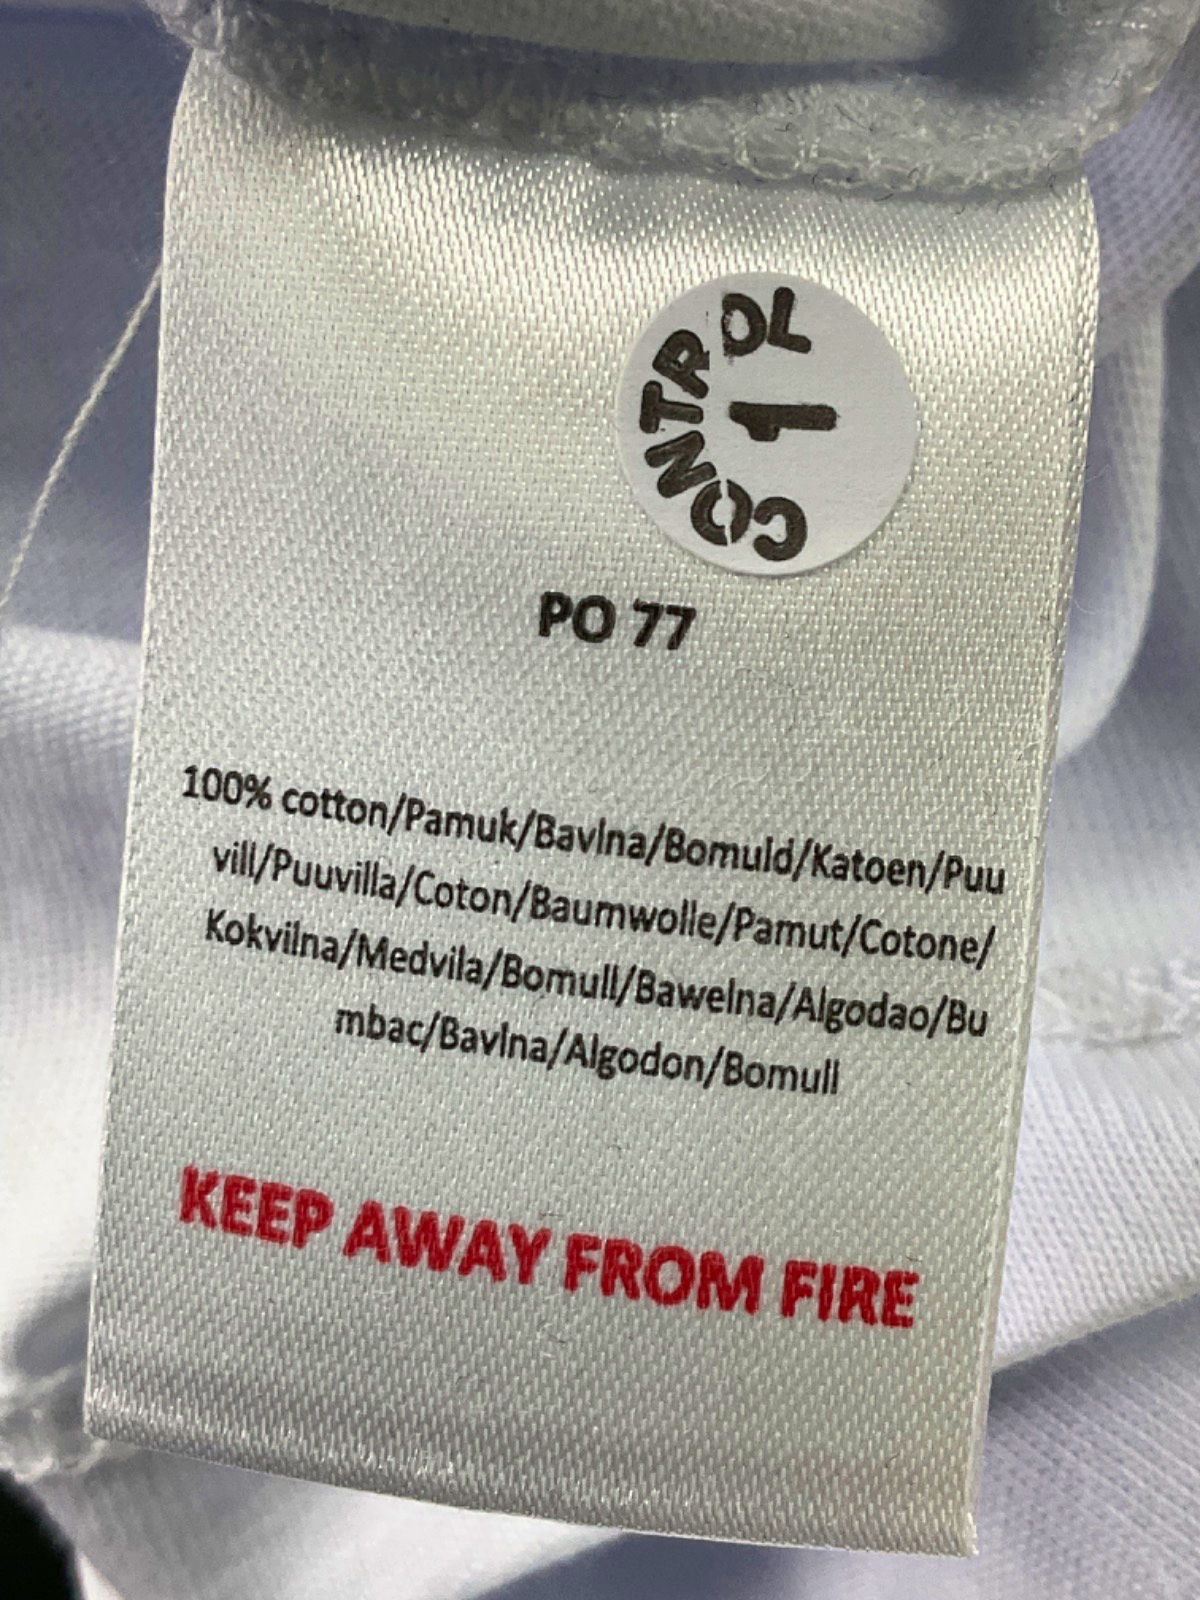 CONTROL
1
PO 77
100% cotton/Pamuk/Bavlna/Bomuld/Katoen/Puu
vill/Puuvilla/Coton/Baumwolle/Pamut/Cotone/
Kokvilna/Medvila/Bomull/Bawelna/Algodao/Bu
mbac/Bavlna/Algodon/Bomull
KEEP AWAY FROM FIRE